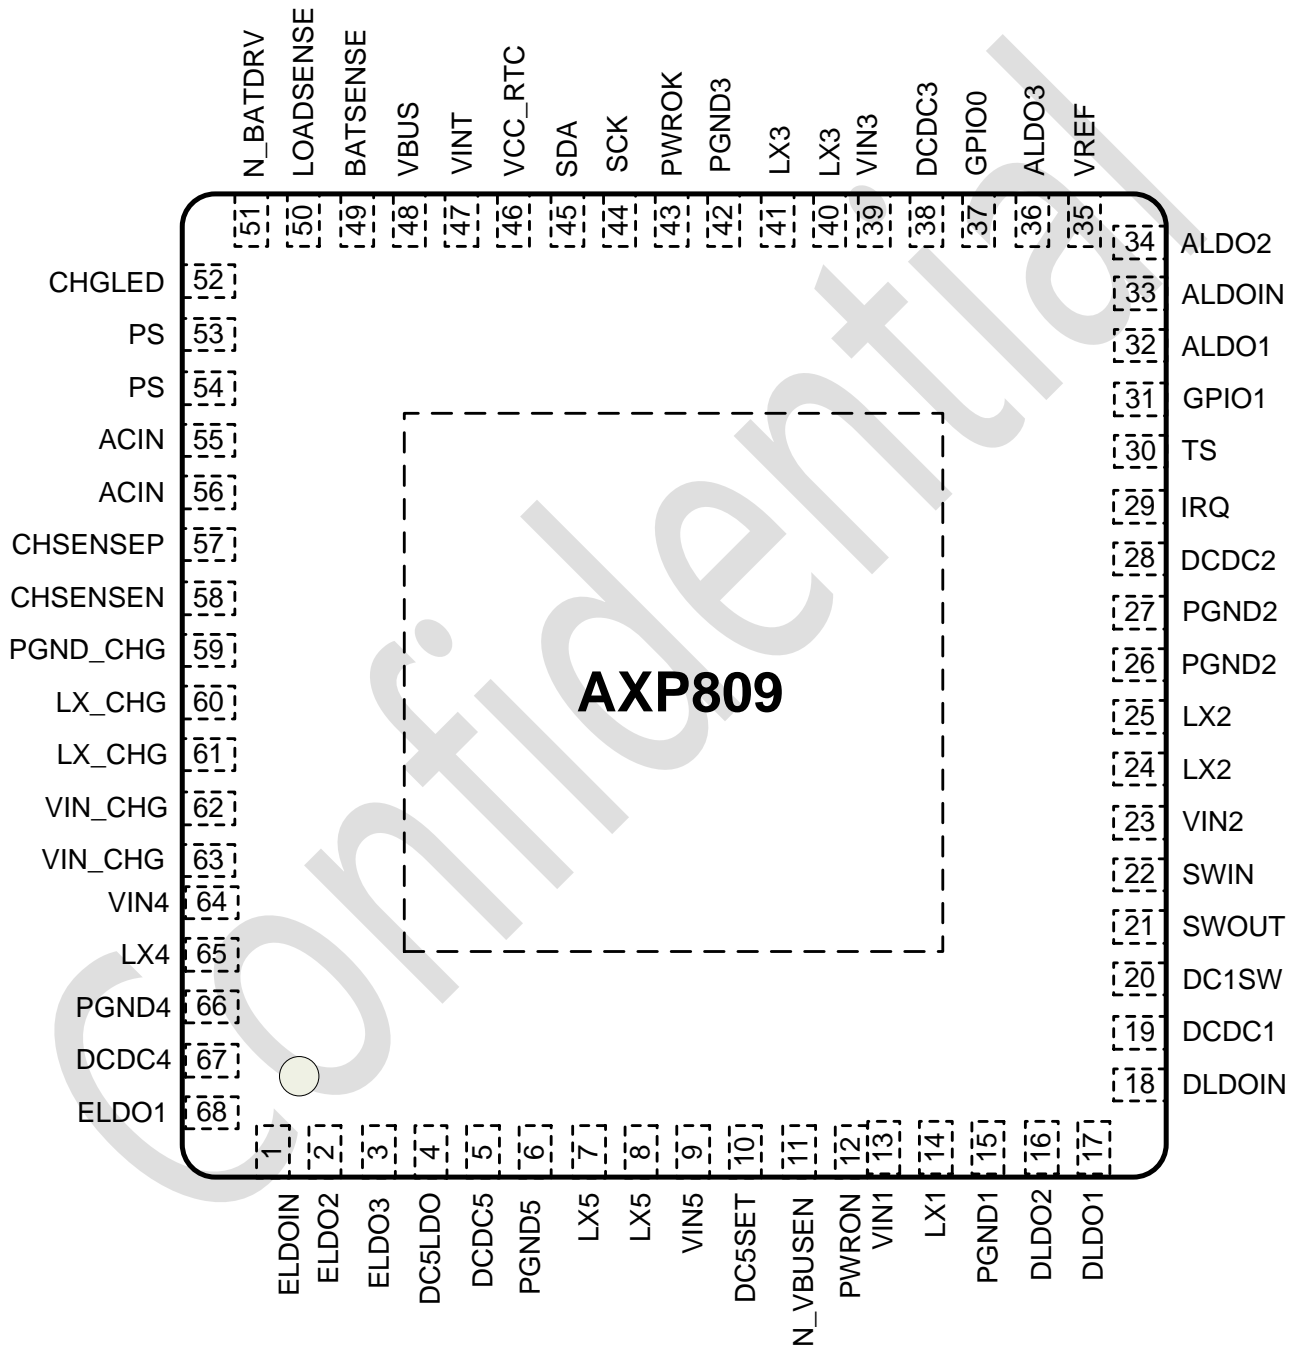 N_BATDRV
LOADSENSE
BATSENSE
VBUS
VINT
VCC_RTC
SDA
SCK
PWROK
PGND3
LX3
LX3
VIN3
DCDC3
GPIO0
ALDO3
VREF
51 50 49 48 47 46 45 44 43 42 41 40 39 38 37 36 35
CHGLED 52
PS 53
PS 54
ACIN 55
ACIN 56
CHSENSEP 57
CHSENSEN 58
PGND_CHG 59
LX_CHG 60
LX_CHG 61
VIN_CHG 62
VIN_CHG 63
VIN4 64
LX4 65
PGND4 66
DCDC4 67
ELDO1 68
AXP809
Confidential
34 ALDO2
33 ALDOIN
32 ALDO1
31 GPIO1
30 TS
29 IRQ
28 DCDC2
27 PGND2
26 PGND2
25 LX2
24 LX2
23 VIN2
22 SWIN
21 SWOUT
20 DC1SW
19 DCDC1
18 DLDOIN
1 2 3 4 5 6 7 8 9 10 11 12 13 14 15 16 17
ELDOIN
ELDO2
ELDO3
DC5LDO
DCDC5
PGND5
LX5
LX5
VIN5
DC5SET
N_VBUSEN
PWRON
VIN1
LX1
PGND1
DLDO2
DLDO1